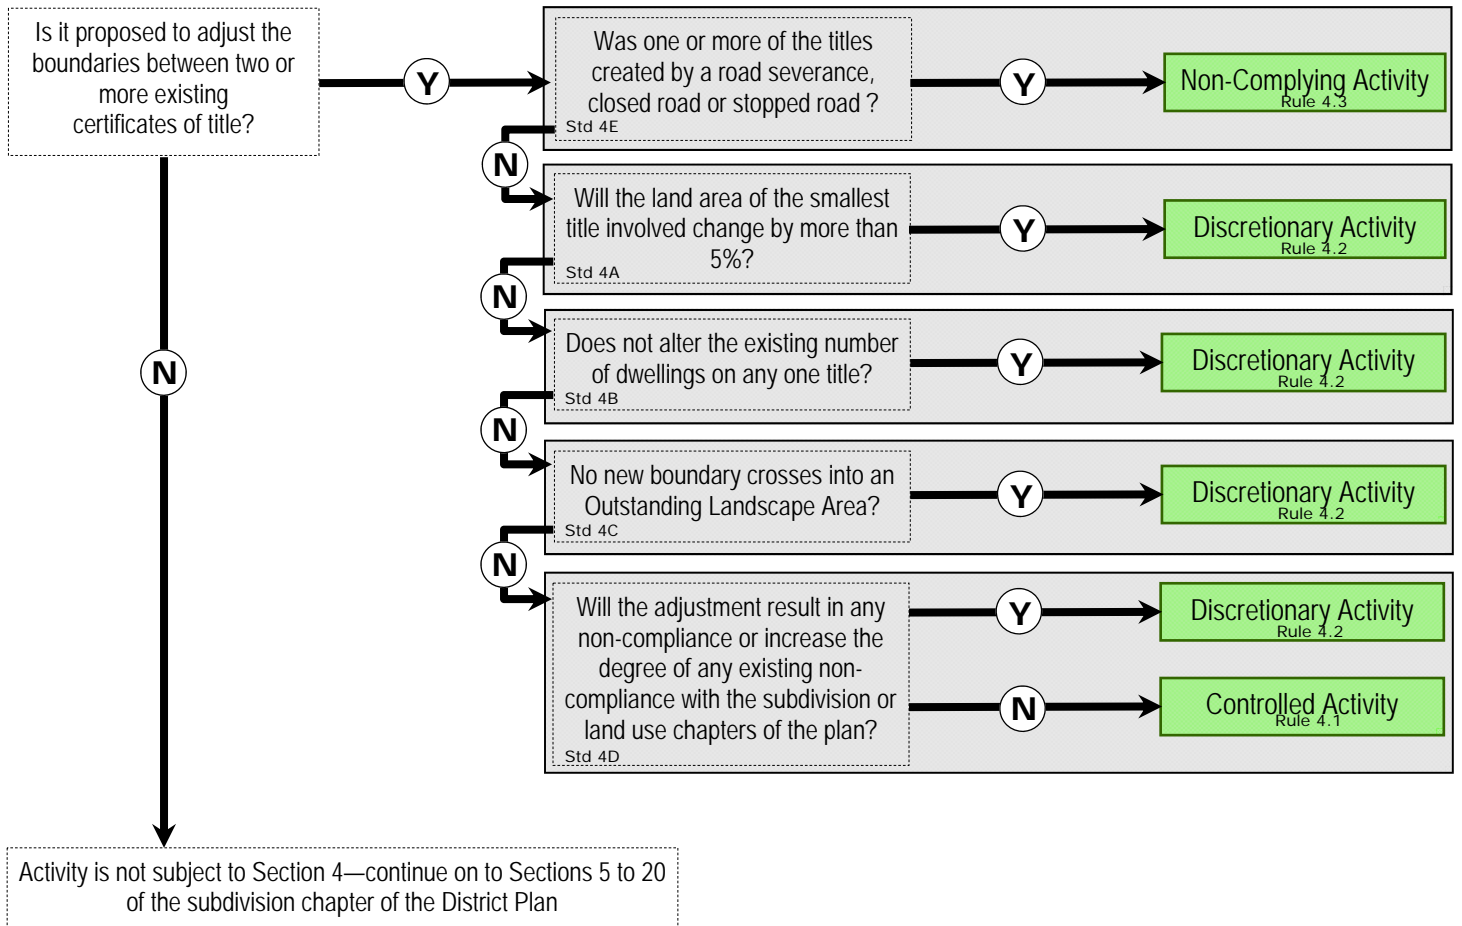 Is it proposed to adjust the
boundaries between two or
more existing
certificates of title?
Y
Was one or more of the titles
created by a road severance,
closed road or stopped road ?
Std 4E
Y
Non-Complying Activity
Rule 4.3
N
Will the land area of the smallest
title involved change by more than
5%?
Std 4A
Y
Discretionary Activity
Rule 4.2
N
Does not alter the existing number
of dwellings on any one title?
Std 4B
Y
Discretionary Activity
Rule 4.2
N
No new boundary crosses into an
Outstanding Landscape Area?
Std 4C
Y
Discretionary Activity
Rule 4.2
N
Will the adjustment result in any
non-compliance or increase the
degree of any existing non-
compliance with the subdivision or
land use chapters of the plan?
Std 4D
Y
Discretionary Activity
Rule 4.2
N
Controlled Activity
Rule 4.1
N
Activity is not subject to Section 4—continue on to Sections 5 to 20
of the subdivision chapter of the District Plan